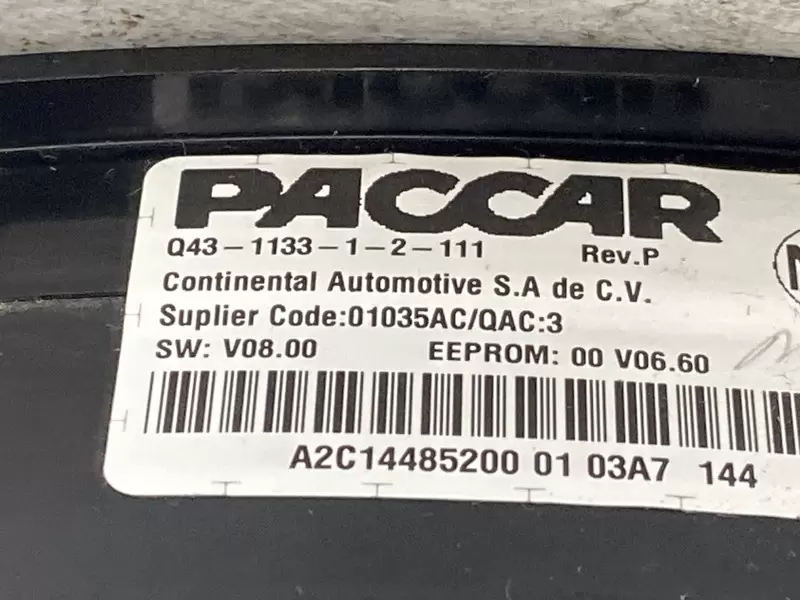 PACCAR
Q43-1133-1-2-111 Rev.P
Continental Automotive S.A de C.V.
Suplier Code:01035AC/QAC:3
SW: V08.00 EEPROM: 00 V06.60
A2C14485200 01 03A7 144